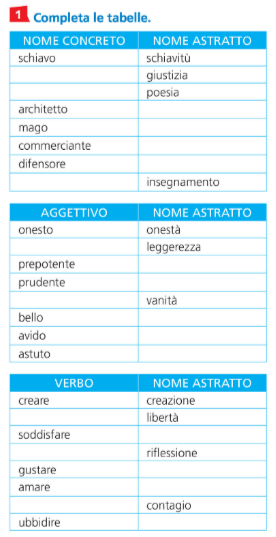 1 Completa le tabelle.
NOME CONCRETO NOME ASTRATTO
schiavo schiavitù
giustizia
poesia
architetto
mago
commerciante
difensore
insegnamento
AGGETTIVO NOME ASTRATTO
onesto onestà
leggerezza
prepotente
prudente
vanità
bello
avido
astuto
VERBO NOME ASTRATTO
creare creazione
libertà
soddisfare
riflessione
gustare
amare
contagio
ubbidire